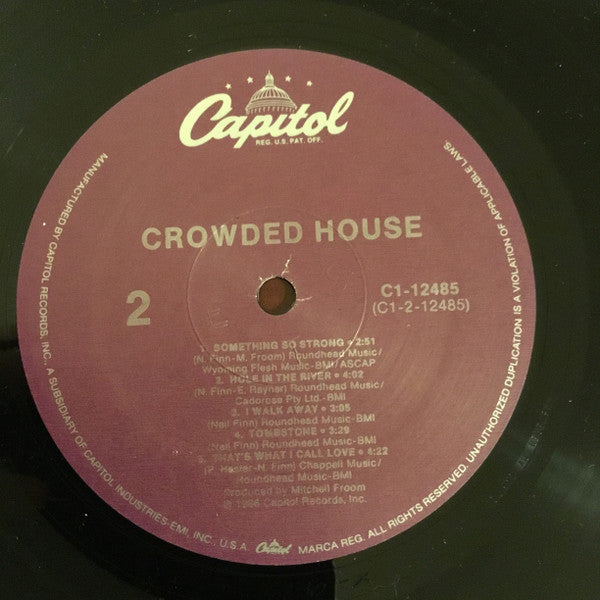 Capitol
REG. U.S. PAT. OFF.
CROWDED HOUSE
2
C1-12485
(C1-2-12485)
1. SOMETHING SO STRONG • 2:51
(N. Finn-M. Froom) Roundhead Music/
Wyoming Flesh Music-BMI/ASCAP
2. HOLE IN THE RIVER • 4:02
(N. Finn-E. Rayner) Roundhead Music/
Cadorose Pty Ltd.-BMI
3. I WALK AWAY • 3:05
(Neil Finn) Roundhead Music-BMI
4. TOMBSTONE • 3:29
(Neil Finn) Roundhead Music-BMI
5. THAT'S WHAT I CALL LOVE • 4:22
(P. Hester-N. Finn) Chappell Music/
Roundhead Music-BMI
Produced by Mitchell Froom
℗ 1986 Capitol Records, Inc.
MANUFACTURED BY CAPITOL RECORDS, INC., A SUBSIDIARY OF CAPITOL INDUSTRIES-EMI, INC., U.S.A. Capitol MARCA REG. ALL RIGHTS RESERVED. UNAUTHORIZED DUPLICATION IS A VIOLATION OF APPLICABLE LAWS.